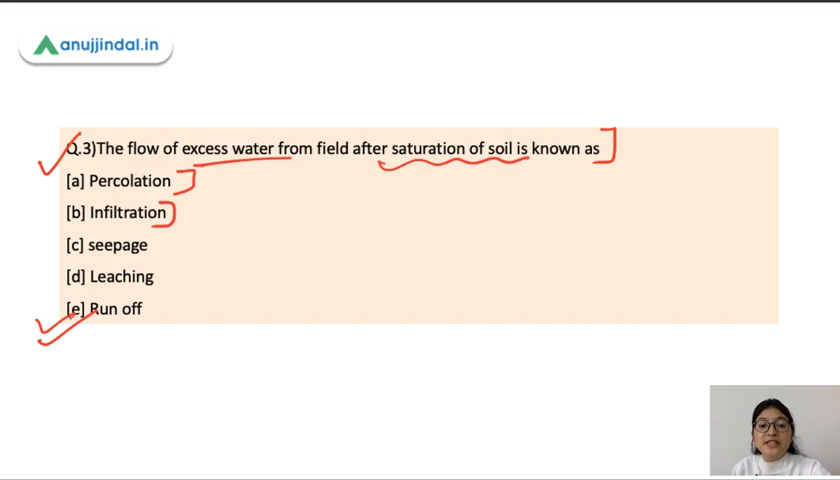 anujjindal.in
Q.3)The flow of excess water from field after saturation of soil is known as
[a] Percolation
[b] Infiltration
[c] seepage
[d] Leaching
[e] Run off